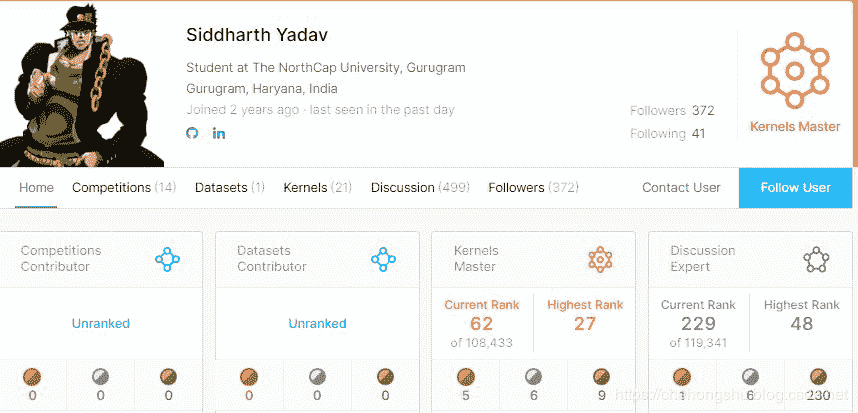 Siddharth Yadav
Student at The NorthCap University, Gurugram
Gurugram, Haryana, India
Joined 2 years ago · last seen in the past day
Followers 372
Following 41
Kernels Master
Home Competitions (14) Datasets (1) Kernels (21) Discussion (499) Followers (372) Contact User Follow User
Competitions
Contributor
Unranked
0 0 0
Datasets
Contributor
Unranked
0 0 0
Kernels
Master
Current Rank Highest Rank
62 27
of 108,433
5 6 9
Discussion
Expert
Current Rank Highest Rank
229 48
of 119,341
6 230